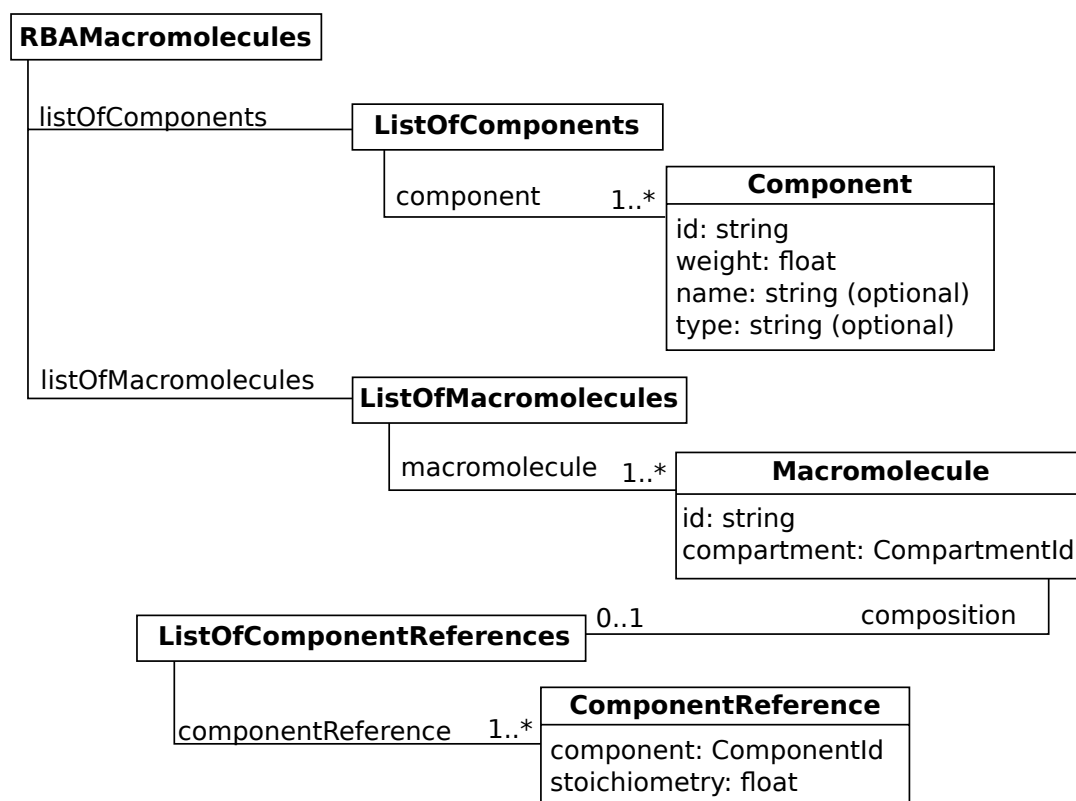 RBAMacromolecules
listOfComponents
ListOfComponents
component 1..*
Component
id: string
weight: float
name: string (optional)
type: string (optional)
listOfMacromolecules
ListOfMacromolecules
macromolecule 1..*
Macromolecule
id: string
compartment: CompartmentId
0..1 composition
ListOfComponentReferences
componentReference 1..*
ComponentReference
component: ComponentId
stoichiometry: float